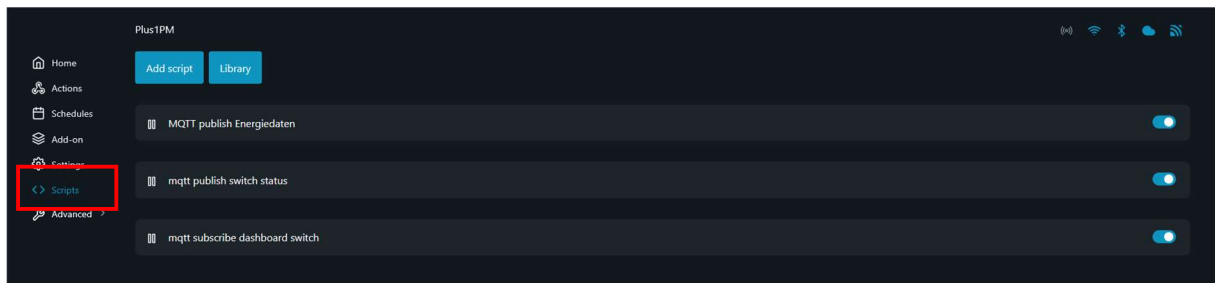 Plus1PM
Home
Actions
Schedules
Add-on
Settings
Scripts
Advanced
Add script
Library
MQTT publish Energiedaten
mqtt publish switch status
mqtt subscribe dashboard switch